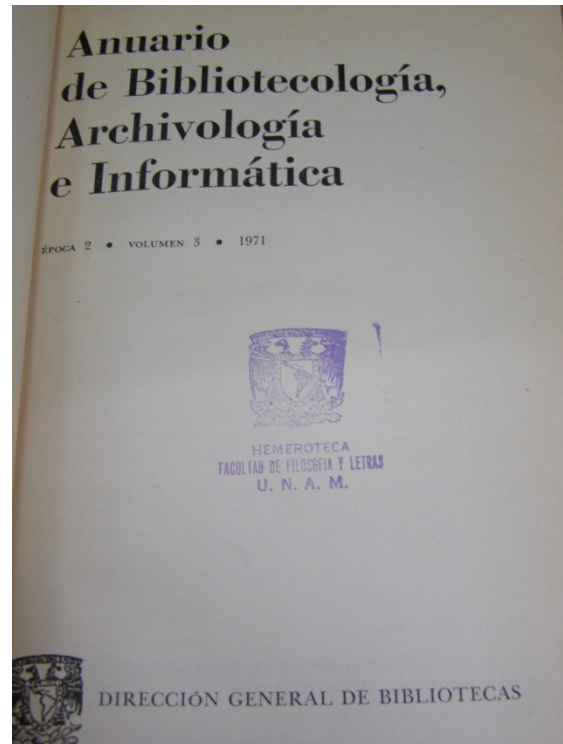 Anuario
de Bibliotecología,
Archivología
e Informática
ÉPOCA 2 • VOLUMEN 3 • 1971
HEMEROTECA
FACULTAD DE FILOSOFIA Y LETRAS
U. N. A. M.
DIRECCIÓN GENERAL DE BIBLIOTECAS